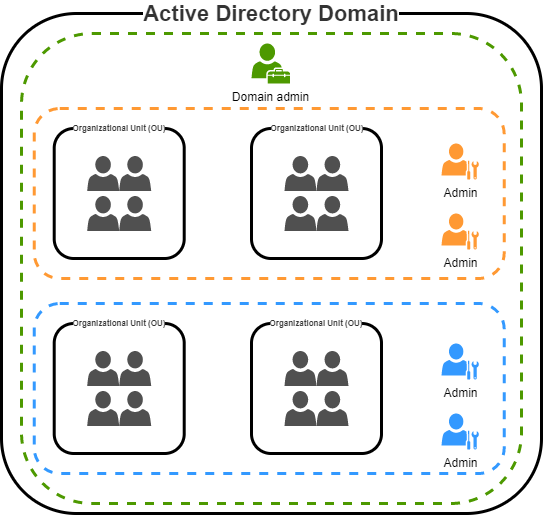 Active Directory Domain
Domain admin
Organizational Unit (OU)
Organizational Unit (OU)
Admin
Admin
Organizational Unit (OU)
Organizational Unit (OU)
Admin
Admin